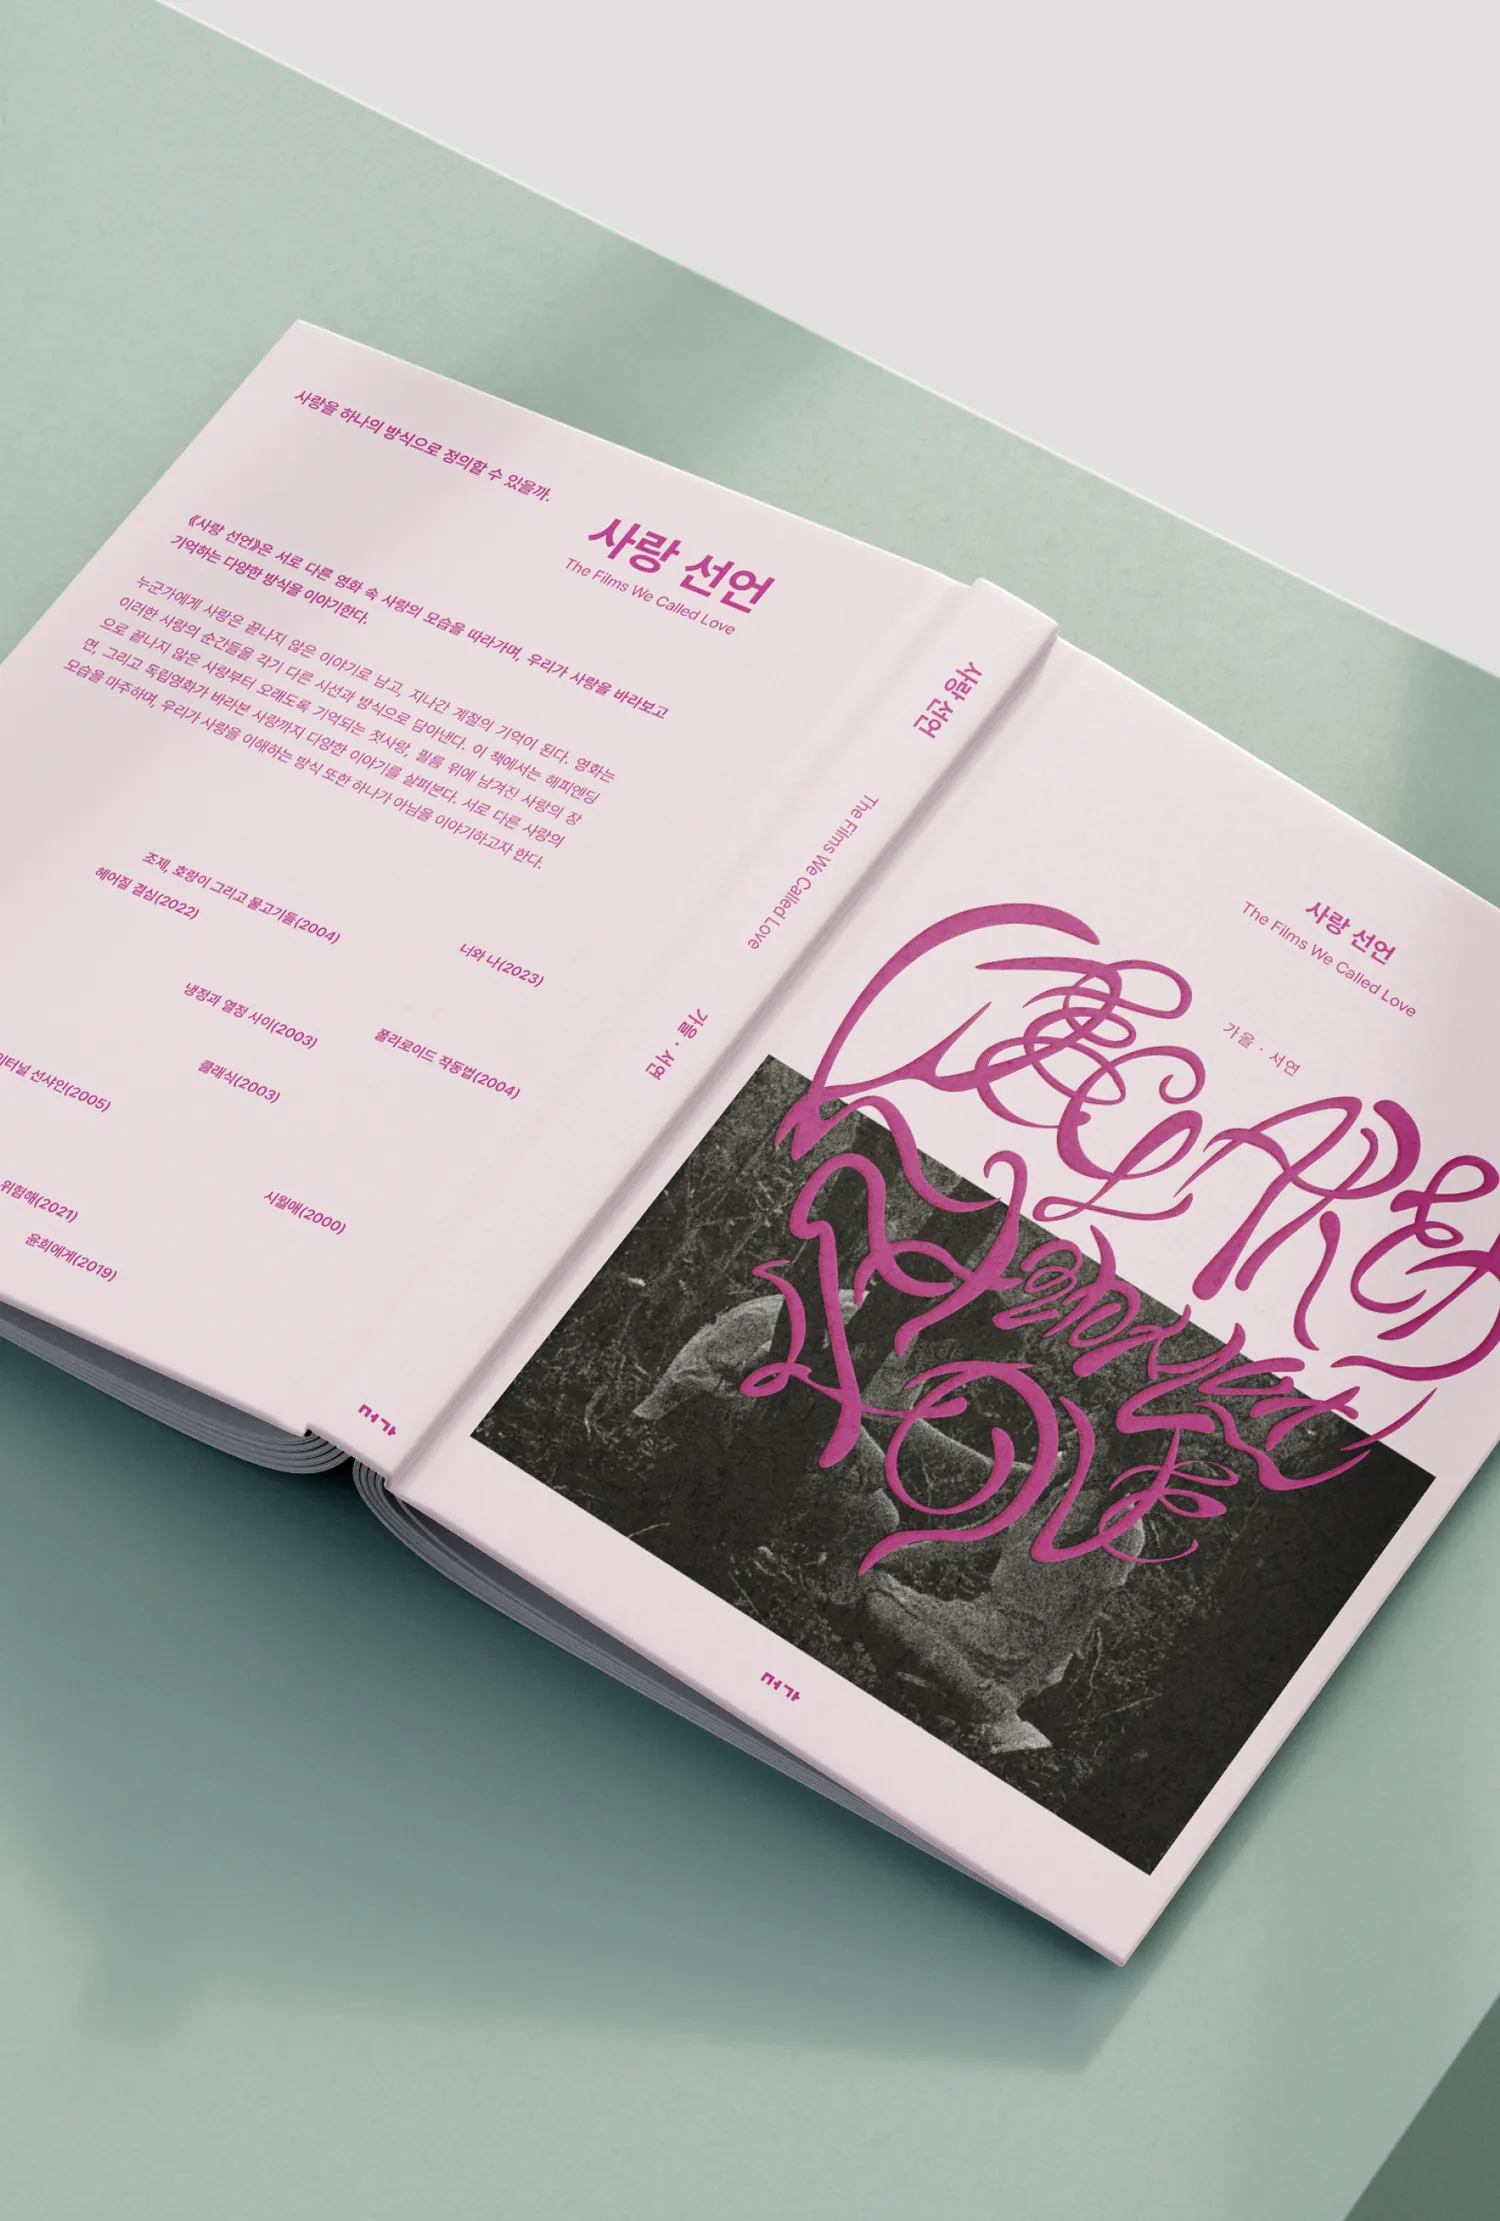 사랑을 하나의 방식으로 정의할 수 있을까.
사랑 선언
The Films We Called Love
《사랑 선언》은 서로 다른 영화 속 사랑의 모습을 따라가며, 우리가 사랑을 바라보고
기억하는 다양한 방식을 이야기한다.
누군가에게 사랑은 끝나지 않은 이야기로 남고, 지나간 계절의 기억이 된다. 영화는
이러한 사랑의 순간들을 각기 다른 시선과 방식으로 담아낸다. 이 책에서는 해피엔딩
으로 끝나지 않은 사랑부터 오래도록 기억되는 첫사랑, 필름 위에 남겨진 사랑의 장
면, 그리고 독립영화가 바라본 사랑까지 다양한 이야기를 살펴본다. 서로 다른 사랑의
모습을 마주하며, 우리가 사랑을 이해하는 방식 또한 하나가 아님을 이야기하고자 한다.
조제, 호랑이 그리고 물고기들(2004)
헤어질 결심(2022)
너와 나(2023)
냉정과 열정 사이(2003)
폴라로이드 작동법(2004)
클래식(2003)
이터널 선샤인(2005)
위험해(2021)
시월애(2000)
윤희에게(2019)
사랑 선언
The Films We Called Love
가을 · 서연
사랑 선언
The Films We Called Love
가을 · 서연